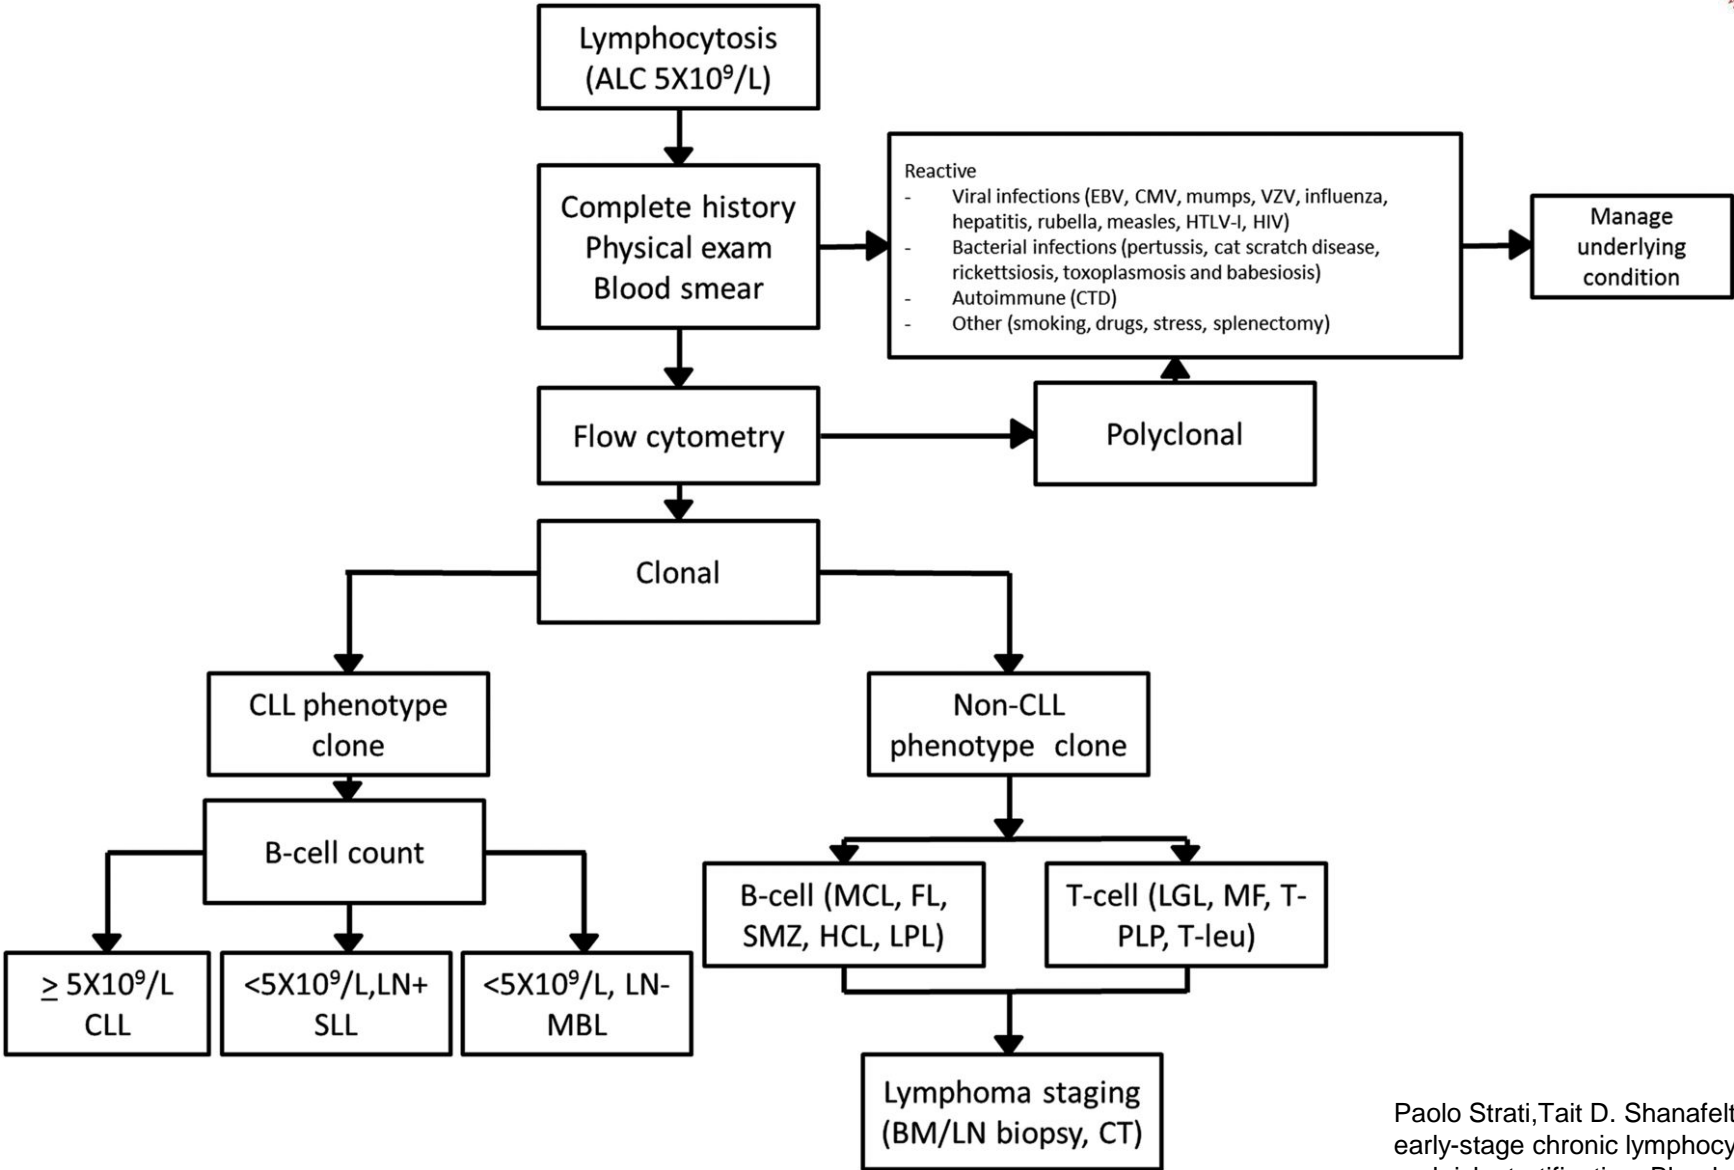 Lymphocytosis
(ALC 5X10⁹/L)
Complete history
Physical exam
Blood smear
Reactive
- Viral infections (EBV, CMV, mumps, VZV, influenza,
hepatitis, rubella, measles, HTLV-I, HIV)
- Bacterial infections (pertussis, cat scratch disease,
rickettsiosis, toxoplasmosis and babesiosis)
- Autoimmune (CTD)
- Other (smoking, drugs, stress, splenectomy)
Manage
underlying
condition
Flow cytometry
Polyclonal
Clonal
CLL phenotype
clone
Non-CLL
phenotype clone
B-cell count
B-cell (MCL, FL,
SMZ, HCL, LPL)
T-cell (LGL, MF, T-
PLP, T-leu)
≥ 5X10⁹/L
CLL
<5X10⁹/L,LN+
SLL
<5X10⁹/L, LN-
MBL
Lymphoma staging
(BM/LN biopsy, CT)
Paolo Strati,Tait D. Shanafelt
early-stage chronic lymphocy